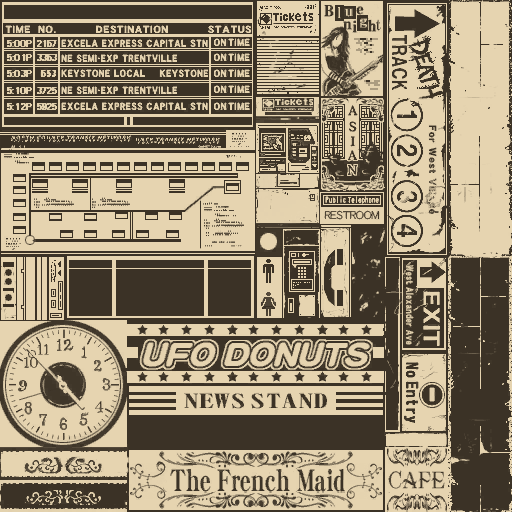 TIME NO. DESTINATION STATUS
5:00P 2167 EXCELA EXPRESS CAPITAL STN ON TIME
5:01P 3363 NE SEMI-EXP TRENTVILLE ON TIME
5:03P 653 KEYSTONE LOCAL KEYSTONE ON TIME
5:10P 3725 NE SEMI-EXP TRENTVILLE ON TIME
5:12P 5825 EXCELA EXPRESS CAPITAL STN ON TIME
Tickets
Tickets
Blue
niGht
ASIAN
Public Telephone
RESTROOM
TRACK
DEATH
1
2
3
4
For West
EXIT
West Alexander Ave
No Entry
12
1
2
3
4
5
6
7
8
9
10
11
UFO DONUTS
NEWS STAND
The French Maid
CAFE